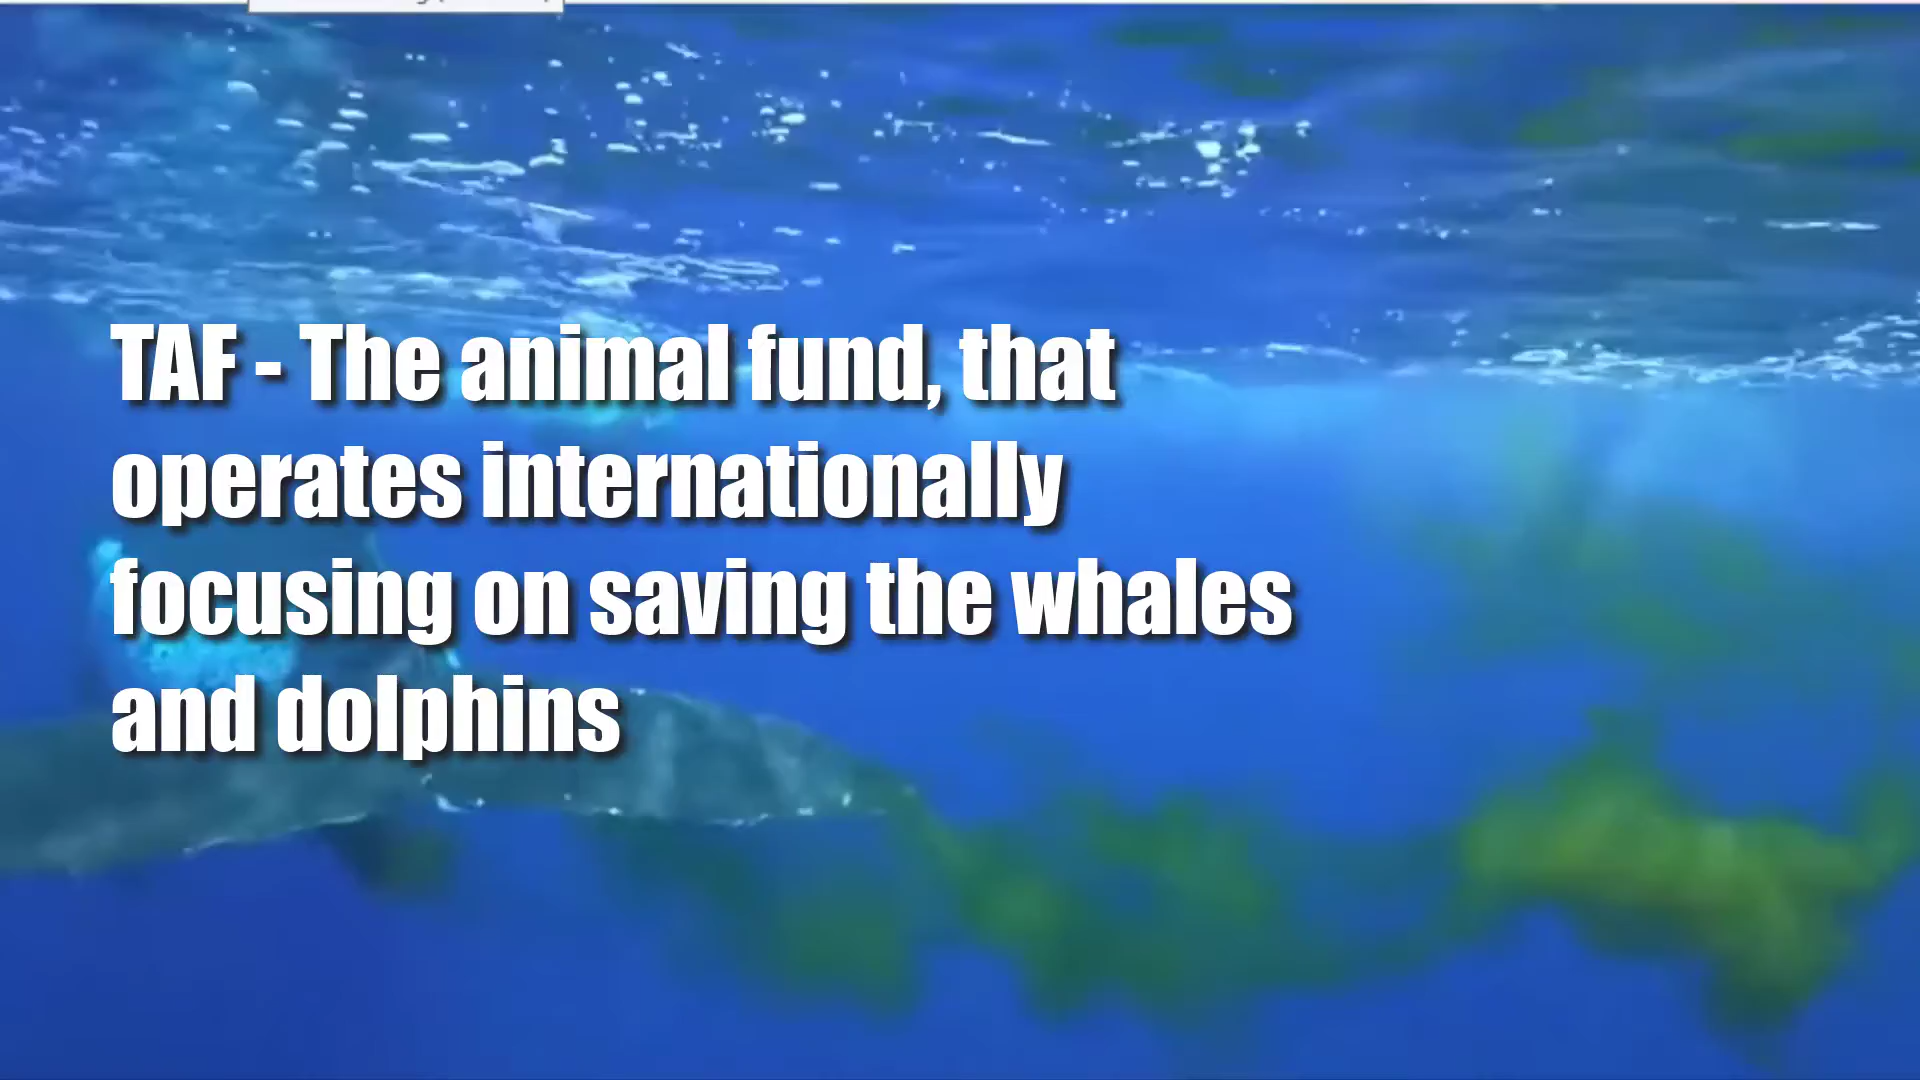 TAF - The animal fund, that
operates internationally
focusing on saving the whales
and dolphins